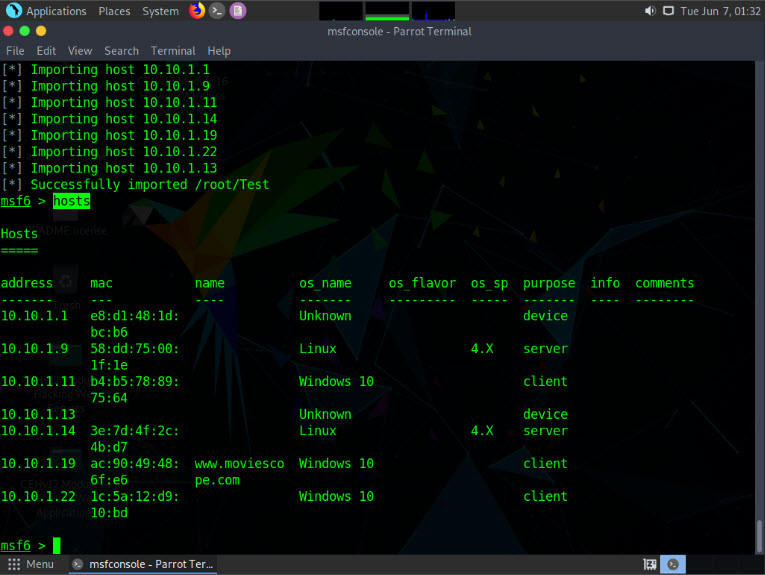 Applications Places System Tue Jun 7, 01:32
msfconsole - Parrot Terminal
File Edit View Search Terminal Help
[*] Importing host 10.10.1.1
[*] Importing host 10.10.1.9
[*] Importing host 10.10.1.11
[*] Importing host 10.10.1.14
[*] Importing host 10.10.1.19
[*] Importing host 10.10.1.22
[*] Importing host 10.10.1.13
[*] Successfully imported /root/Test
msf6 > hosts
Hosts
README.license
=====
address mac name os_name os_flavor os_sp purpose info comments
------- --- ---- ------- --------- ----- ------- ---- --------
Trash
10.10.1.1 e8:d1:48:1d: Unknown device
bc:b6
10.10.1.9 58:dd:75:00: Linux 4.X server
1f:1e
10.10.1.11 b4:b5:78:89: Windows 10 client
75:64
Hacking
10.10.1.13 Unknown device
10.10.1.14 3e:7d:4f:2c: Linux 4.X server
4b:d7
10.10.1.19 ac:90:49:48: www.moviesco Windows 10 client
6f:e6 pe.com
CEHv12
10.10.1.22 1c:5a:12:d9: Windows 10 client
10:bd
msf6 >
Menu msfconsole - Parrot Ter...